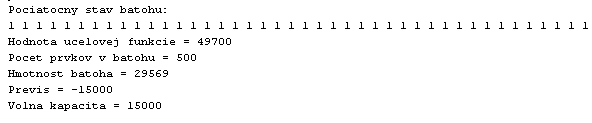 Pociatocny stav batohu:
1 1 1 1 1 1 1 1 1 1 1 1 1 1 1 1 1 1 1 1 1 1 1 1 1 1 1 1 1 1 1 1 1 1 1 1 1 1 1 1 1 1
Hodnota ucelovej funkcie = 49700
Pocet prvkov v batohu = 500
Hmotnost batoha = 29569
Previs = -15000
Volna kapacita = 15000